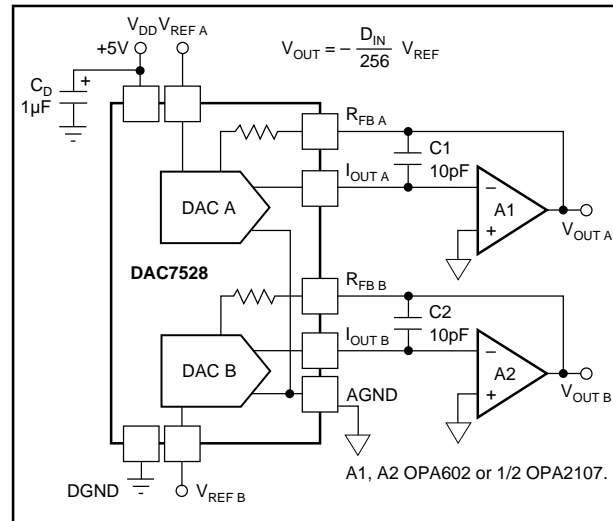 V_DD V_REF A
+5V
V_OUT = – D_IN / 256 V_REF
C_D
+
1µF
R_FB A
C1
10pF
I_OUT A
–
A1
+
V_OUT A
DAC A
DAC7528
R_FB B
C2
10pF
I_OUT B
–
A2
+
V_OUT B
DAC B
AGND
DGND
V_REF B
A1, A2 OPA602 or 1/2 OPA2107.